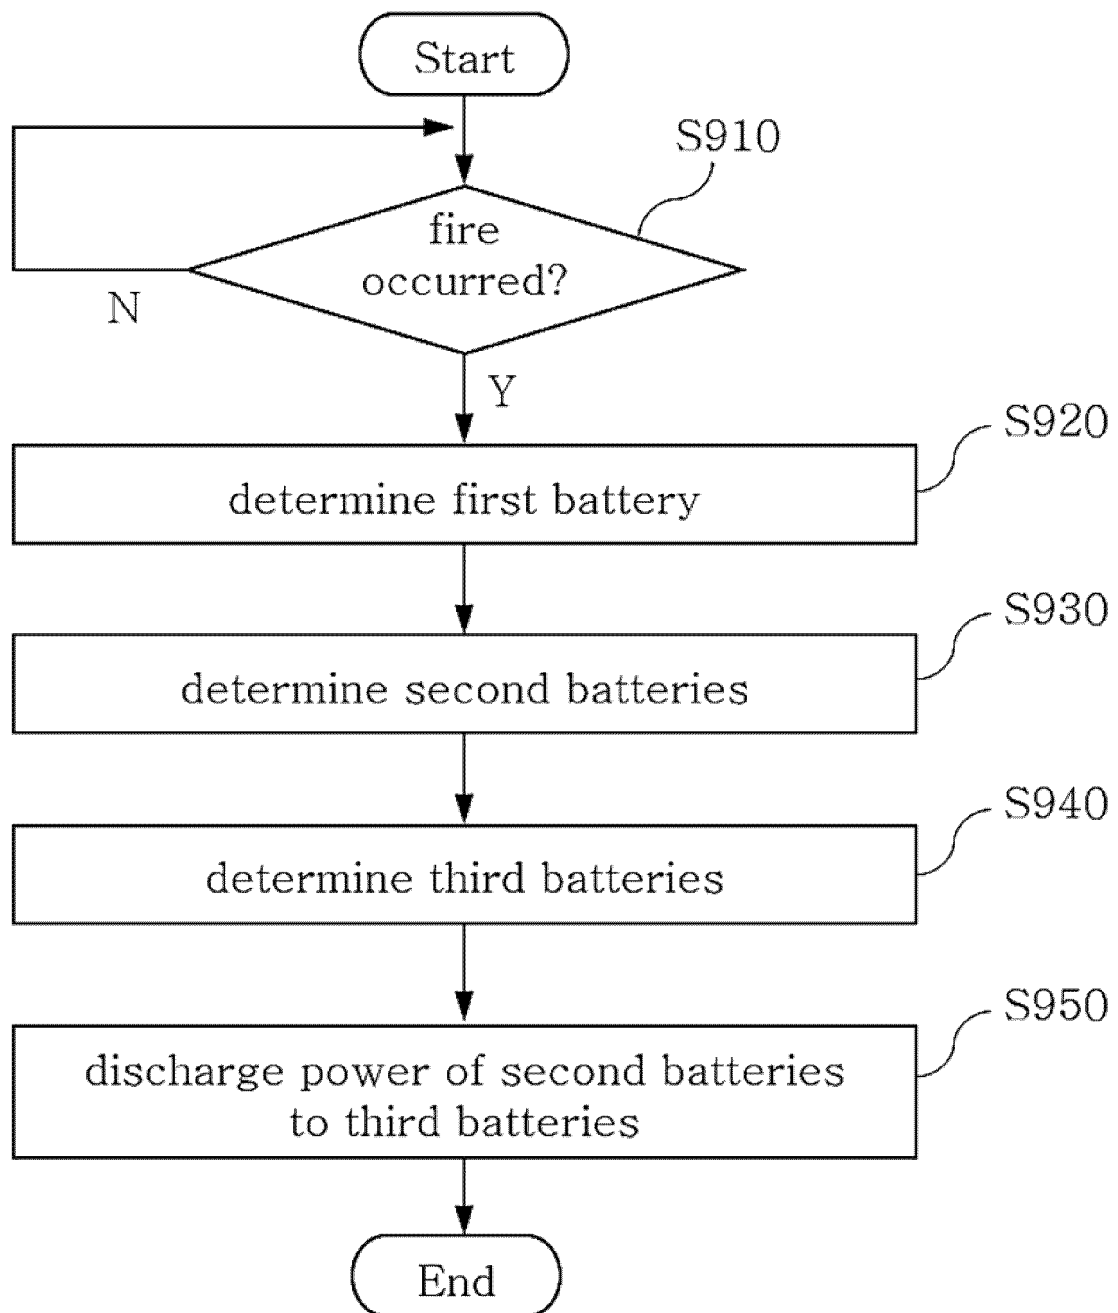 Start
S910
fire
occurred?
N
Y
S920
determine first battery
S930
determine second batteries
S940
determine third batteries
S950
discharge power of second batteries
to third batteries
End